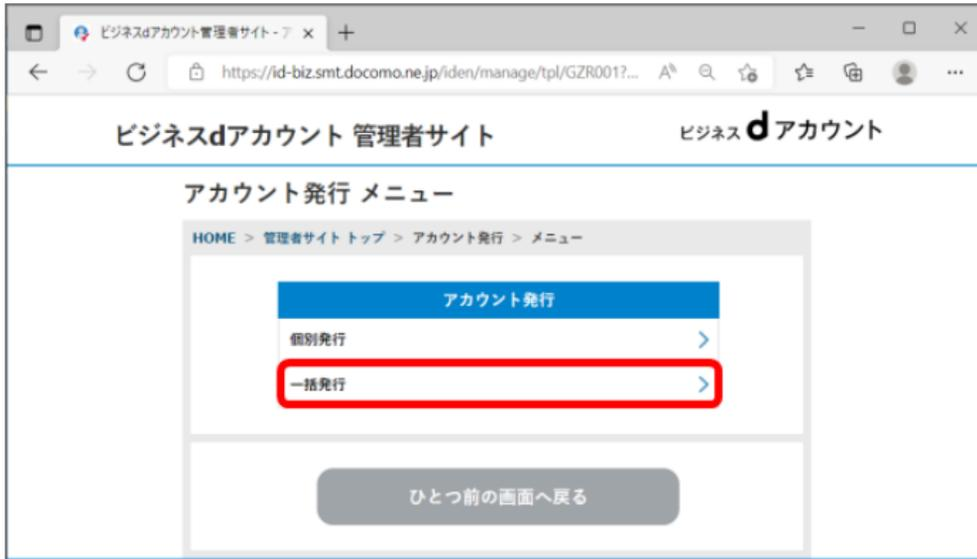 ビジネスdアカウント管理者サイト - ア
https://id-biz.smt.docomo.ne.jp/iden/manage/tpl/GZR001?...
ビジネスdアカウント 管理者サイト
ビジネス d アカウント
アカウント発行 メニュー
HOME > 管理者サイト トップ > アカウント発行 > メニュー
アカウント発行
個別発行
一括発行
ひとつ前の画面へ戻る